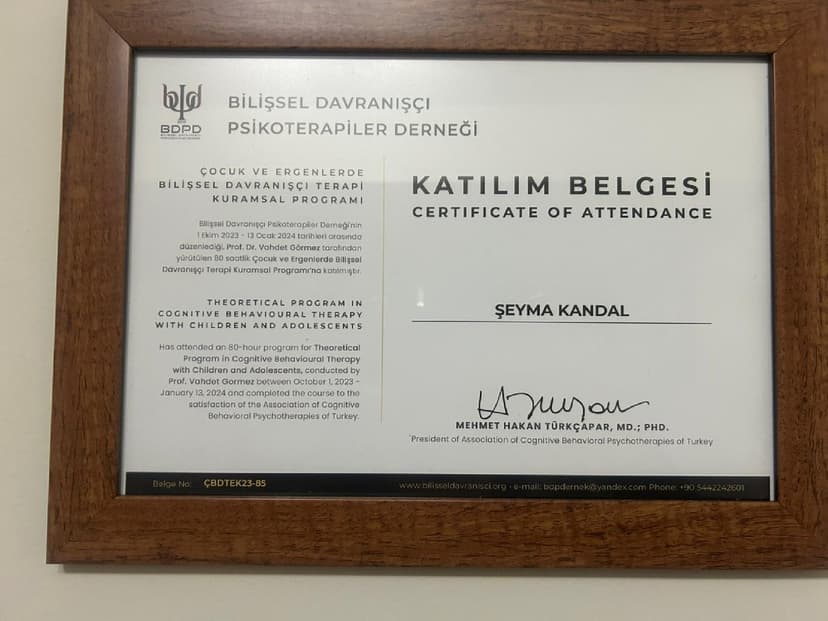 BİLİŞSEL DAVRANIŞÇI
PSİKOTERAPİLER DERNEĞİ
BDPD
ÇOCUK VE ERGENLERDE
BİLİŞSEL DAVRANIŞÇI TERAPİ
KURAMSAL PROGRAMI
Bilişsel Davranışçı Psikoterapiler Derneği'nin
1 Ekim 2023 - 13 Ocak 2024 tarihleri arasında
düzenlediği, Prof. Dr. Vahdet Görmez tarafından
yürütülen 80 saatlik Çocuk ve Ergenlerde Bilişsel
Davranışçı Terapi Kuramsal Programı'na katılmıştır.
THEORETICAL PROGRAM IN
COGNITIVE BEHAVIOURAL THERAPY
WITH CHILDREN AND ADOLESCENTS
Has attended an 80-hour program for Theoretical
Program in Cognitive Behavioural Therapy
with Children and Adolescents, conducted by
Prof. Vahdet Gormez between October 1, 2023 -
January 13, 2024 and completed the course to the
satisfaction of the Association of Cognitive
Behavioral Psychotherapies of Turkey.
KATILIM BELGESİ
CERTIFICATE OF ATTENDANCE
ŞEYMA KANDAL
MEHMET HAKAN TÜRKÇAPAR, MD.; PHD.
President of Association of Cognitive Behavioral Psychotherapies of Turkey
Belge No: ÇBDTEK23-85
www.bilisseldavranisci.org - e-mail: bdpdernek@yandex.com Phone: +90 5442242601